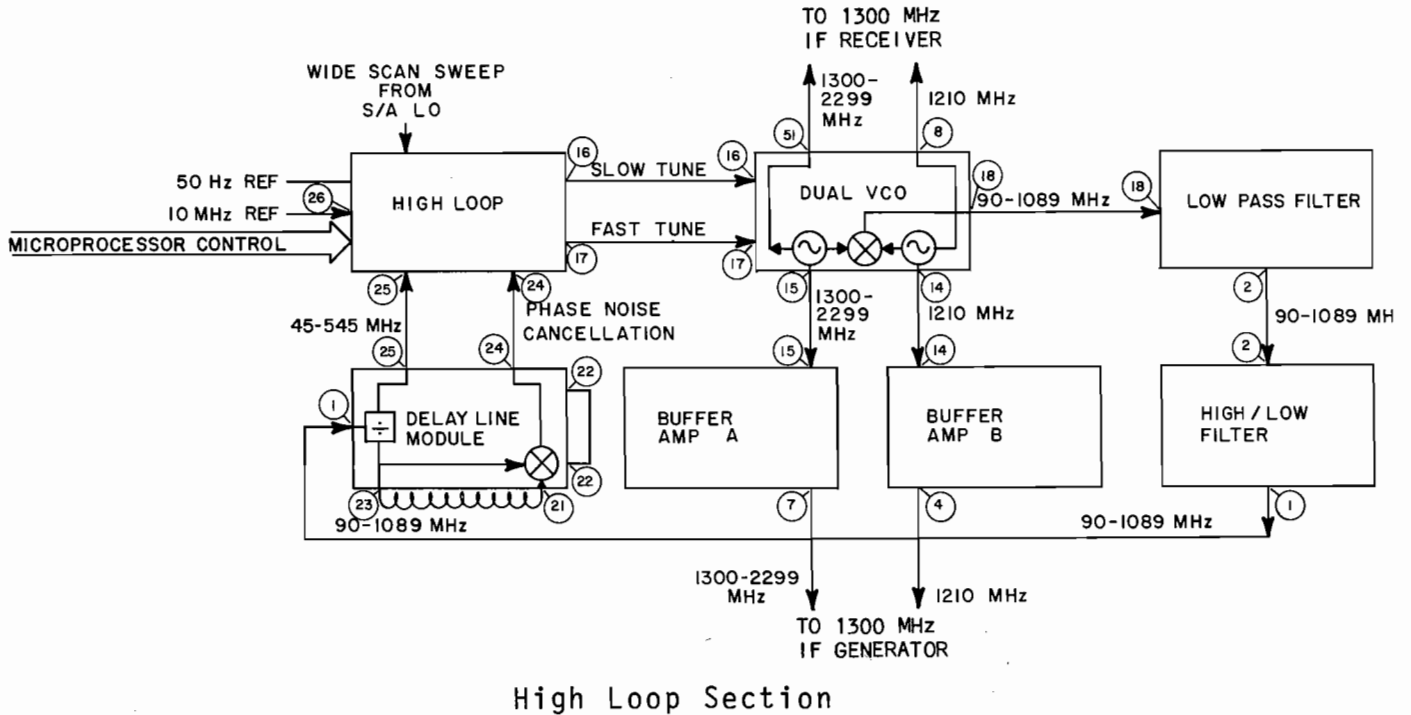 TO 1300 MHz
IF RECEIVER
WIDE SCAN SWEEP
FROM
S/A LO
1300-
2299
MHz
1210 MHz
51
8
16
SLOW TUNE
16
18
90-1089 MHz
18
50 Hz REF
10 MHz REF
26
HIGH LOOP
DUAL VCO
LOW PASS FILTER
MICROPROCESSOR CONTROL
FAST TUNE
17
17
25
24
15
14
2
PHASE NOISE
CANCELLATION
45-545 MHz
1300-
2299
MHz
1210 MHz
90-1089 MH
25
24
22
15
14
2
1
÷
DELAY LINE
MODULE
BUFFER
AMP A
BUFFER
AMP B
HIGH / LOW
FILTER
22
23
21
7
4
1
90-1089 MHz
90-1089 MHz
1300-2299
MHz
1210 MHz
TO 1300 MHz
IF GENERATOR
High Loop Section